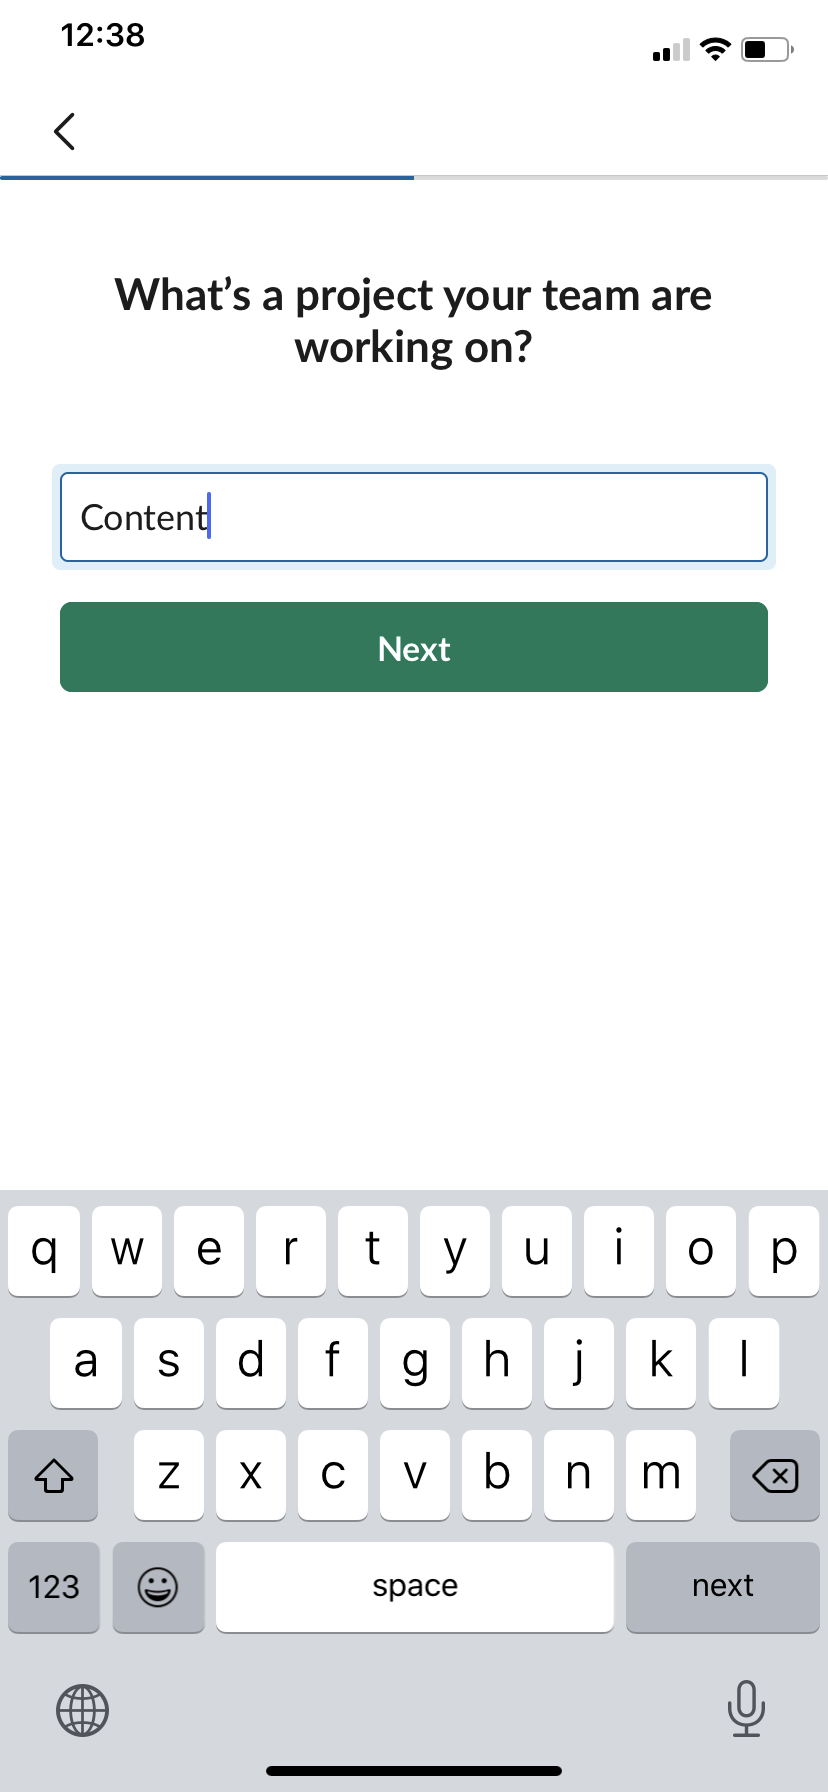 12:38
What’s a project your team are
working on?
Content
Next
q w e r t y u i o p
a s d f g h j k l
z x c v b n m
123 space next